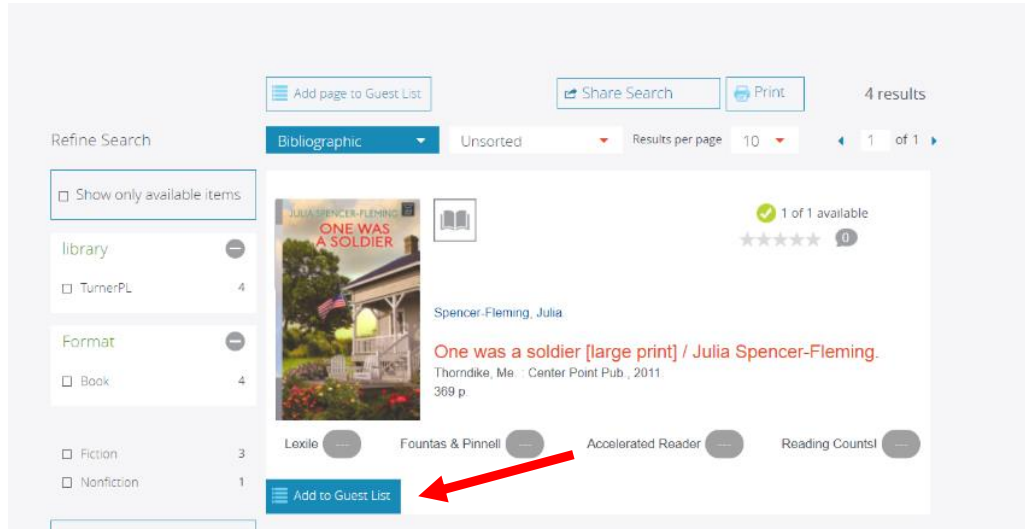 Add page to Guest List
Share Search
Print
4 results
Refine Search
Bibliographic
Unsorted
Results per page
10
1
of 1
Show only available items
library
TurnerPL 4
Format
Book 4
Fiction 3
Nonfiction 1
JULIA SPENCER-FLEMING
ONE WAS
A SOLDIER
1 of 1 available
0
Spencer-Fleming, Julia.
One was a soldier [large print] / Julia Spencer-Fleming.
Thorndike, Me. : Center Point Pub., 2011.
369 p.
Lexile ---- Fountas & Pinnell ---- Accelerated Reader ---- Reading Counts! ----
Add to Guest List